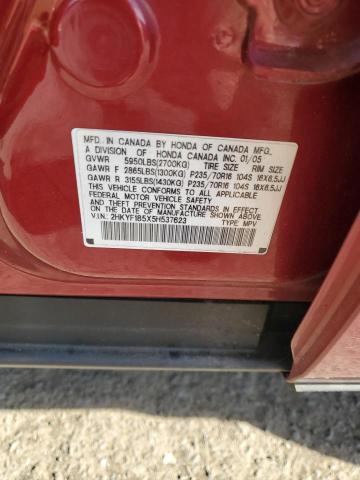 MFD. IN CANADA BY HONDA OF CANADA MFG.,
A DIVISION OF HONDA CANADA INC. 01/05
GVWR 5950LBS(2700KG) TIRE SIZE RIM SIZE
GAWR F 2865LBS(1300KG) P235/70R16 104S 16X6.5JJ
GAWR R 3155LBS(1430KG) P235/70R16 104S 16X6.5JJ
THIS VEHICLE CONFORMS TO ALL APPLICABLE
FEDERAL MOTOR VEHICLE SAFETY
STANDARDS IN EFFECT ON THE DATE OF
MANUFACTURE SHOWN ABOVE.
V.I.N: 2HKYF185X5H537623 TYPE: MPV